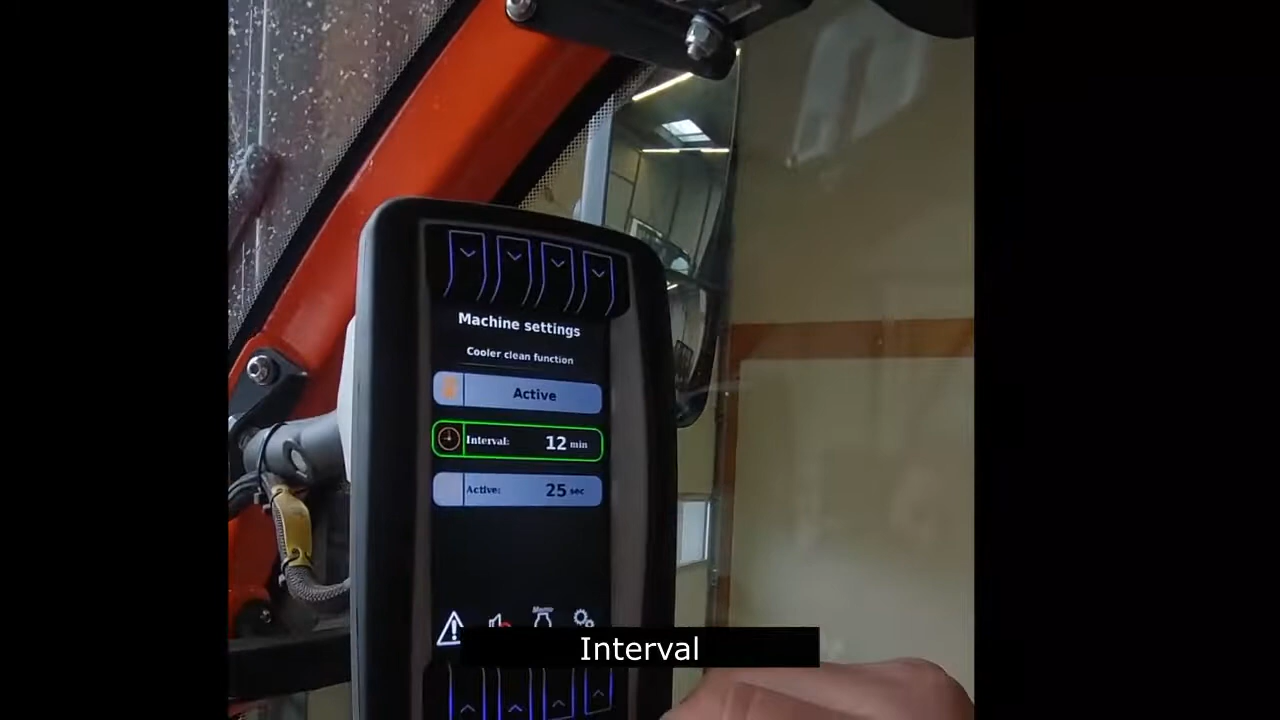 Machine settings
Cooler clean function
Active
Interval: 12 min
Active: 25 sec
Memo
Interval